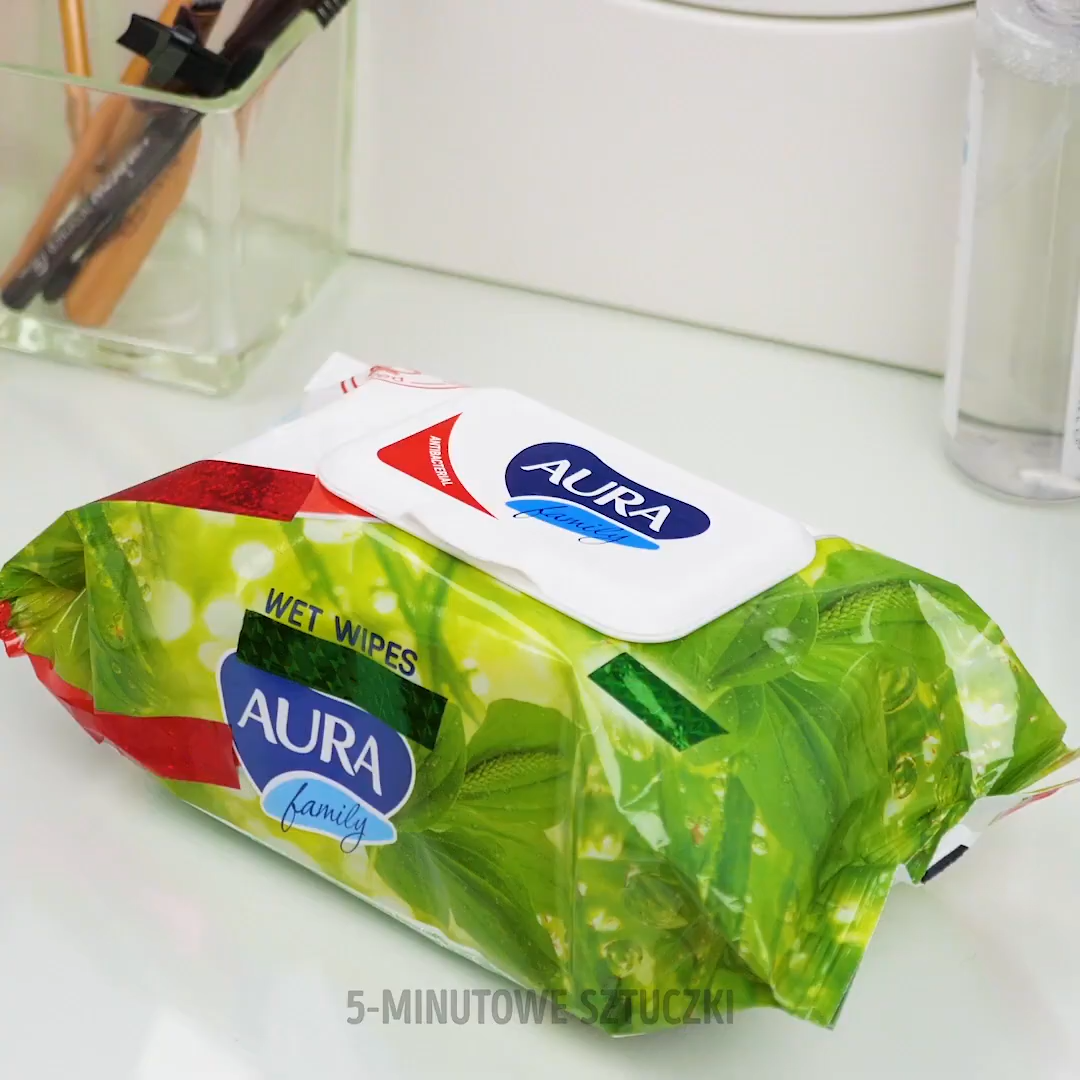 ANTIBACTERIAL
AURA
family
WET WIPES
AURA
family
5-MINUTOWE SZTUCZKI